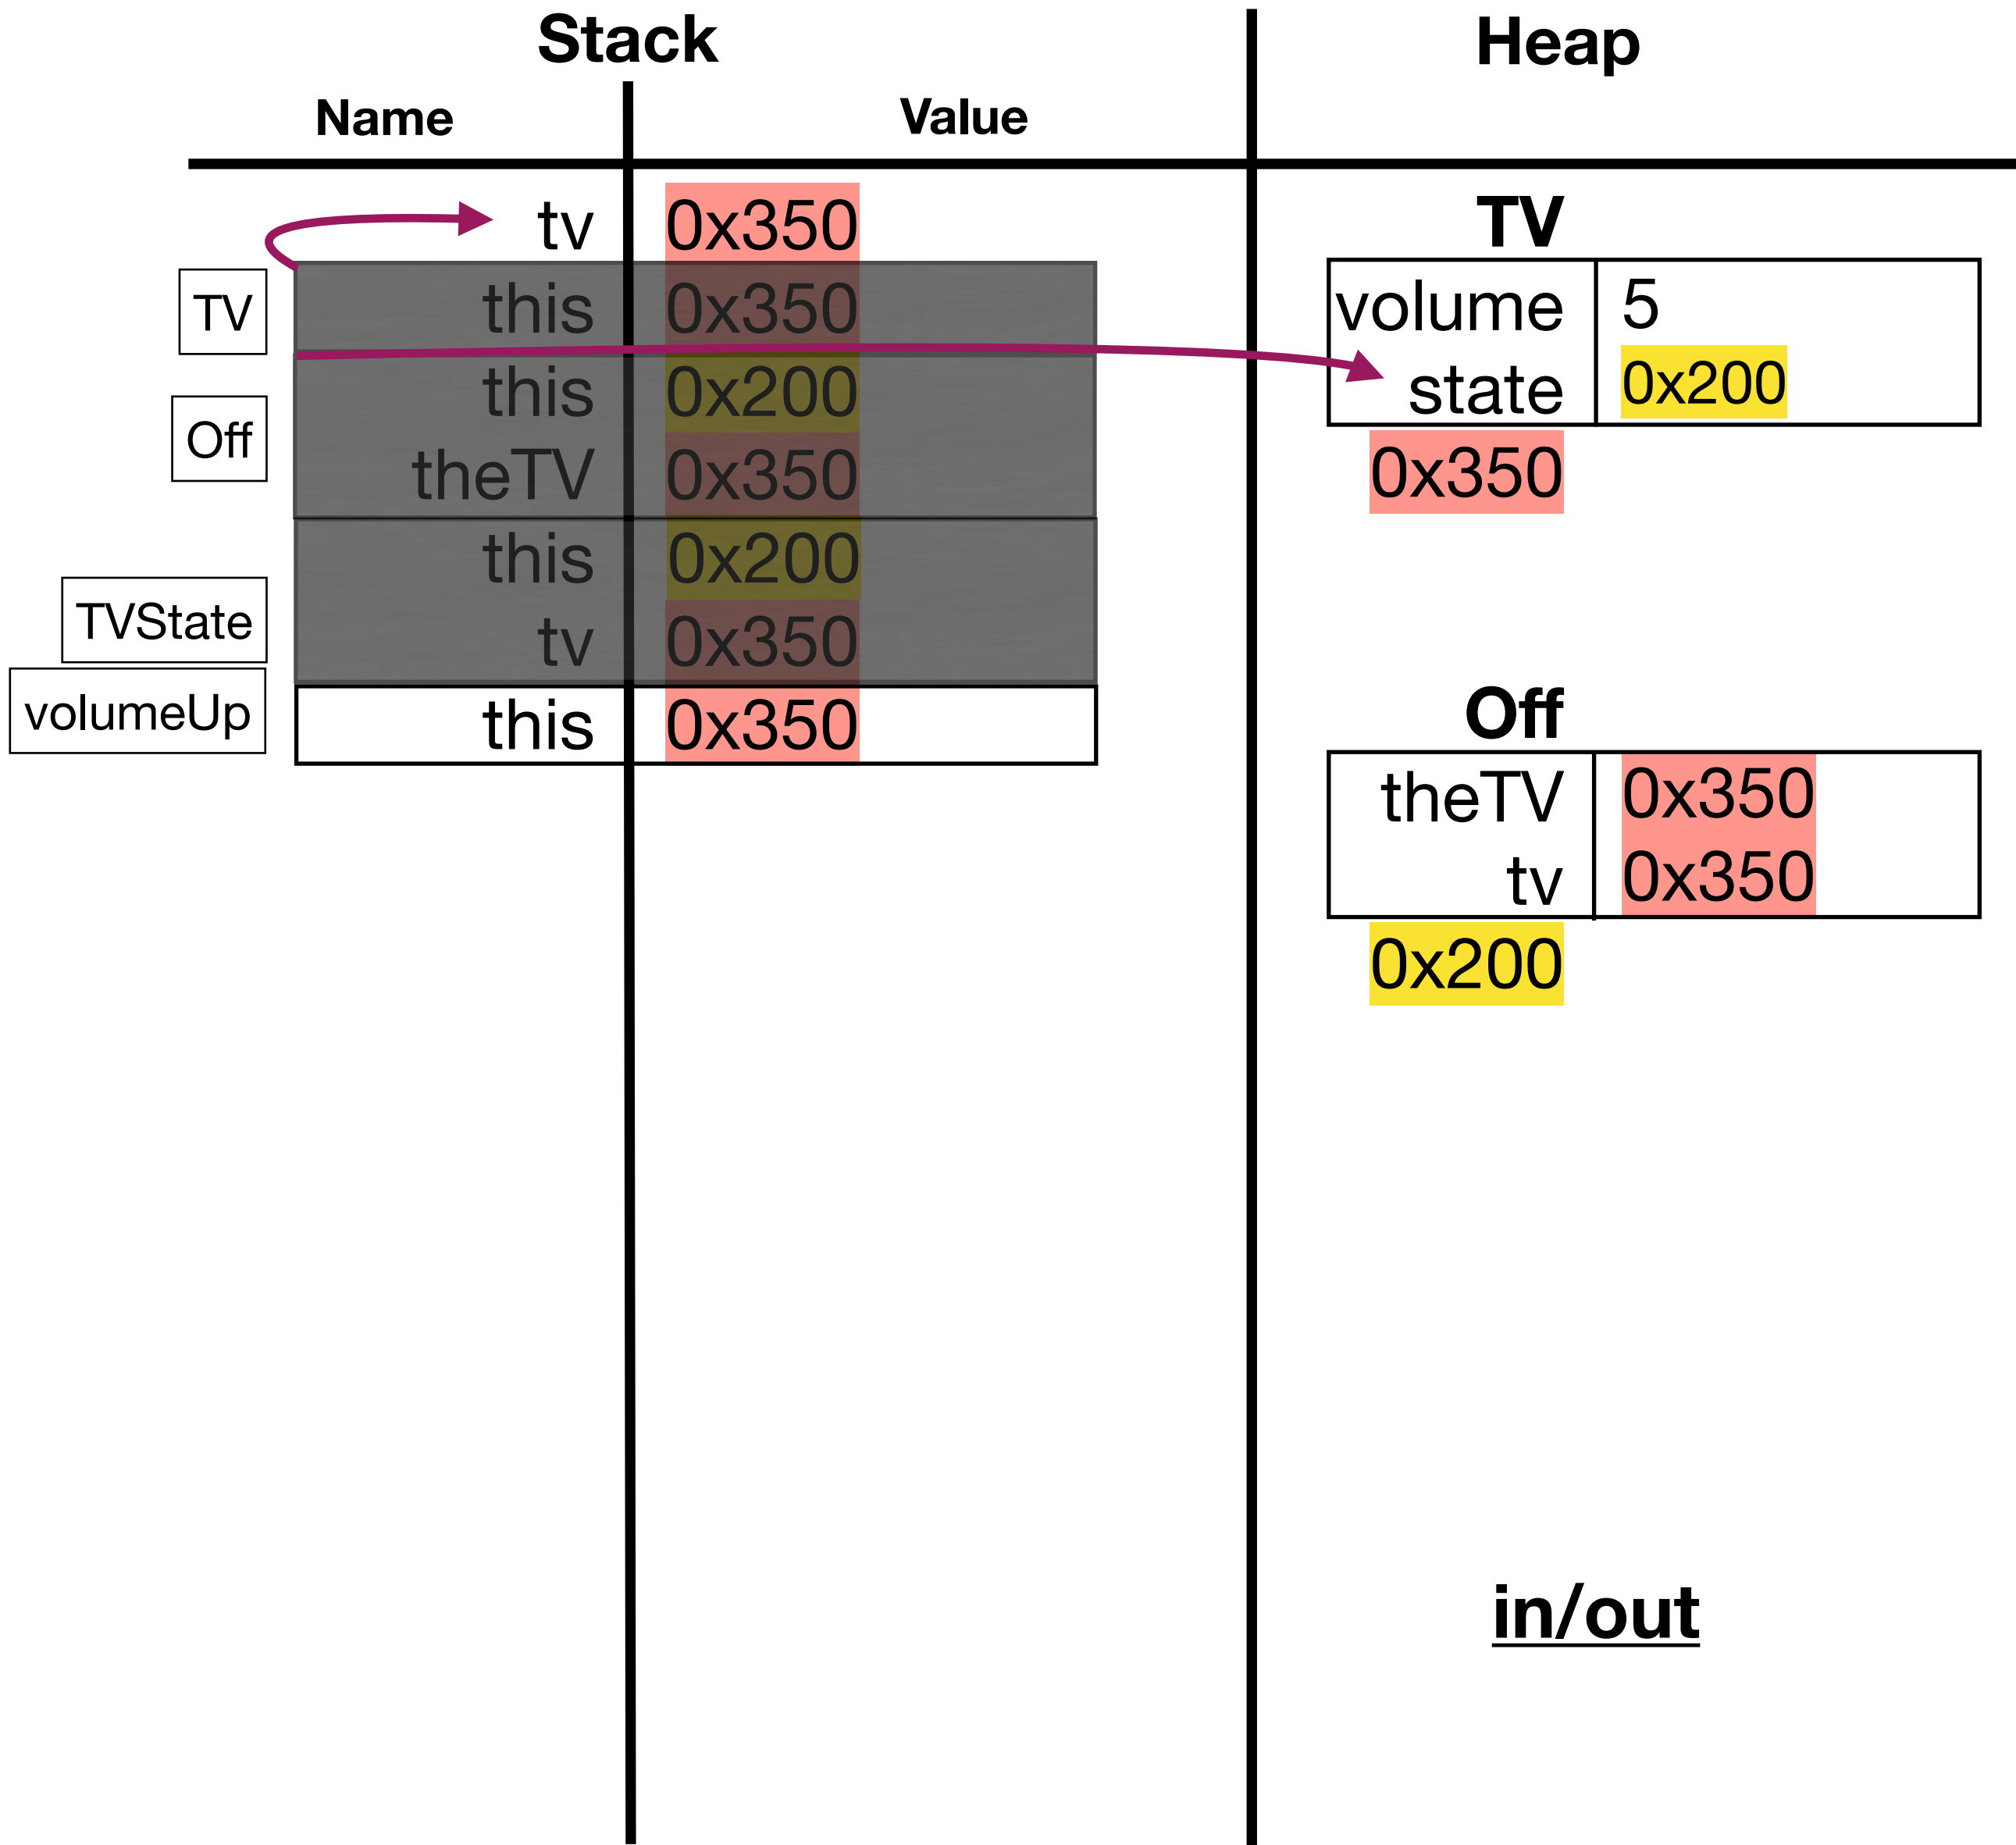 Stack
Heap
Name
Value
tv 0x350
TV
this 0x350
Off
this 0x200
theTV 0x350
TVState
this 0x200
tv 0x350
volumeUp
this 0x350
TV
volume 5
state 0x200
0x350
Off
theTV 0x350
tv 0x350
0x200
in/out